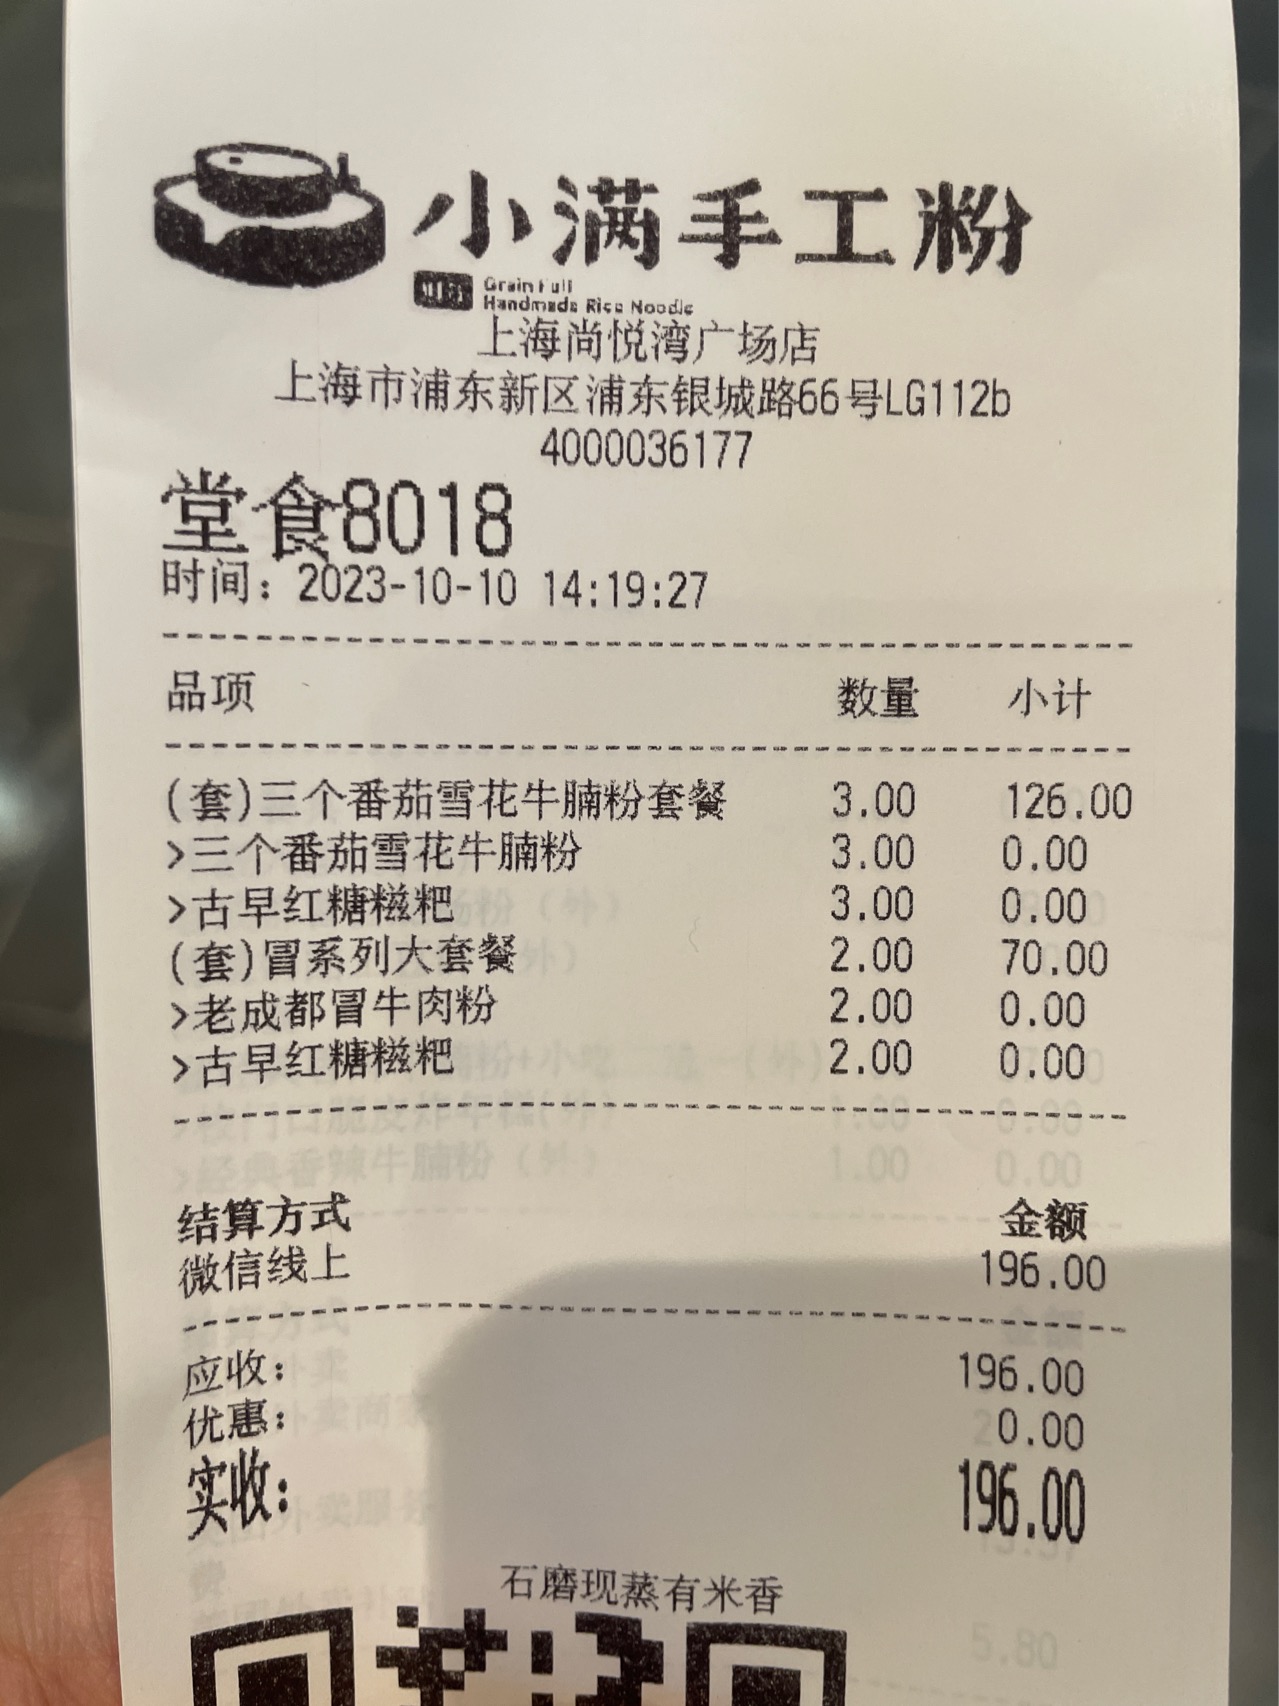 小满手工粉
Grain Full
Handmade Rice Noodle
上海尚悦湾广场店
上海市浦东新区浦东银城路66号LG112b
4000036177
堂食8018
时间：2023-10-10 14:19:27
品项 数量 小计
(套)三个番茄雪花牛腩粉套餐 3.00 126.00
>三个番茄雪花牛腩粉 3.00 0.00
>古早红糖糍粑 3.00 0.00
(套)冒系列大套餐 2.00 70.00
>老成都冒牛肉粉 2.00 0.00
>古早红糖糍粑 2.00 0.00
结算方式 金额
微信线上 196.00
应收： 196.00
优惠： 0.00
实收： 196.00
石磨现蒸有米香